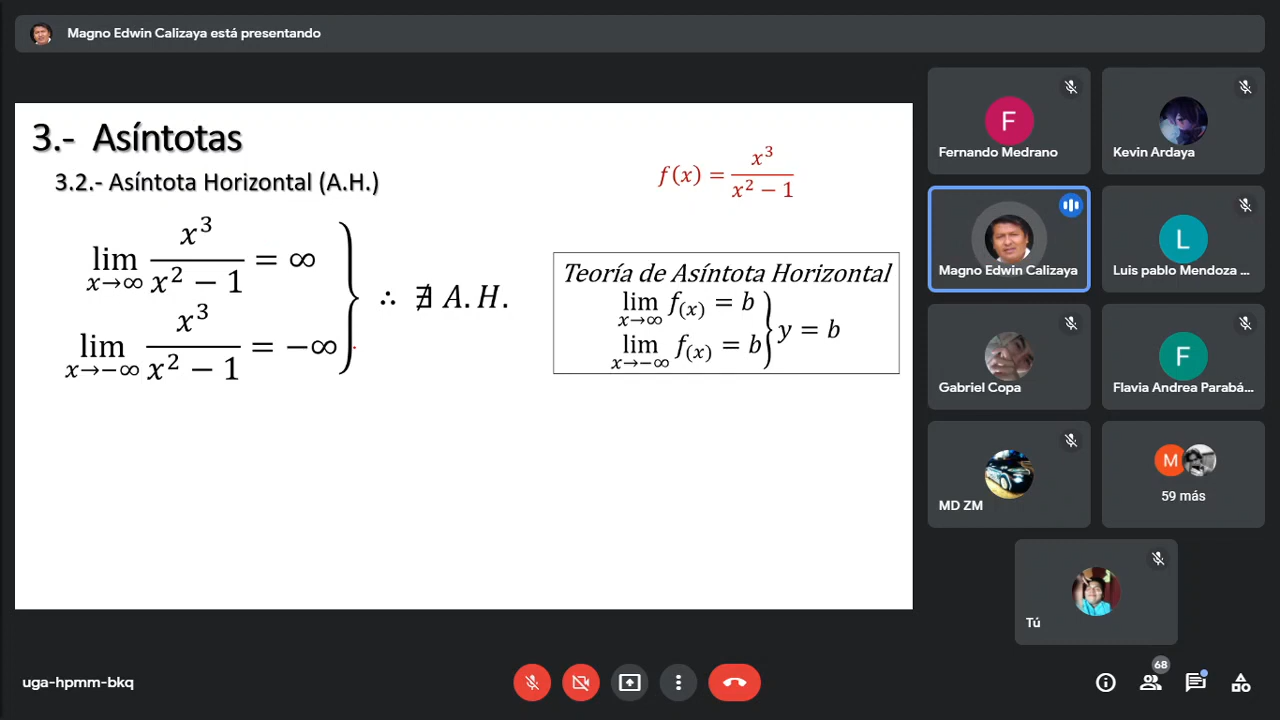 Magno Edwin Calizaya está presentando
3.- Asíntotas
3.2.- Asíntota Horizontal (A.H.)
f(x) = x³ / (x² − 1)
lim x→∞ x³ / (x² − 1) = ∞
lim x→−∞ x³ / (x² − 1) = −∞
∴ ∄ A.H.
Teoría de Asíntota Horizontal
lim x→∞ f(x) = b
lim x→−∞ f(x) = b
y = b
F
Fernando Medrano
Kevin Ardaya
Magno Edwin Calizaya
L
Luis pablo Mendoza ...
Gabriel Copa
F
Flavia Andrea Parabá...
MD ZM
M
59 más
Tú
uga-hpmm-bkq
68